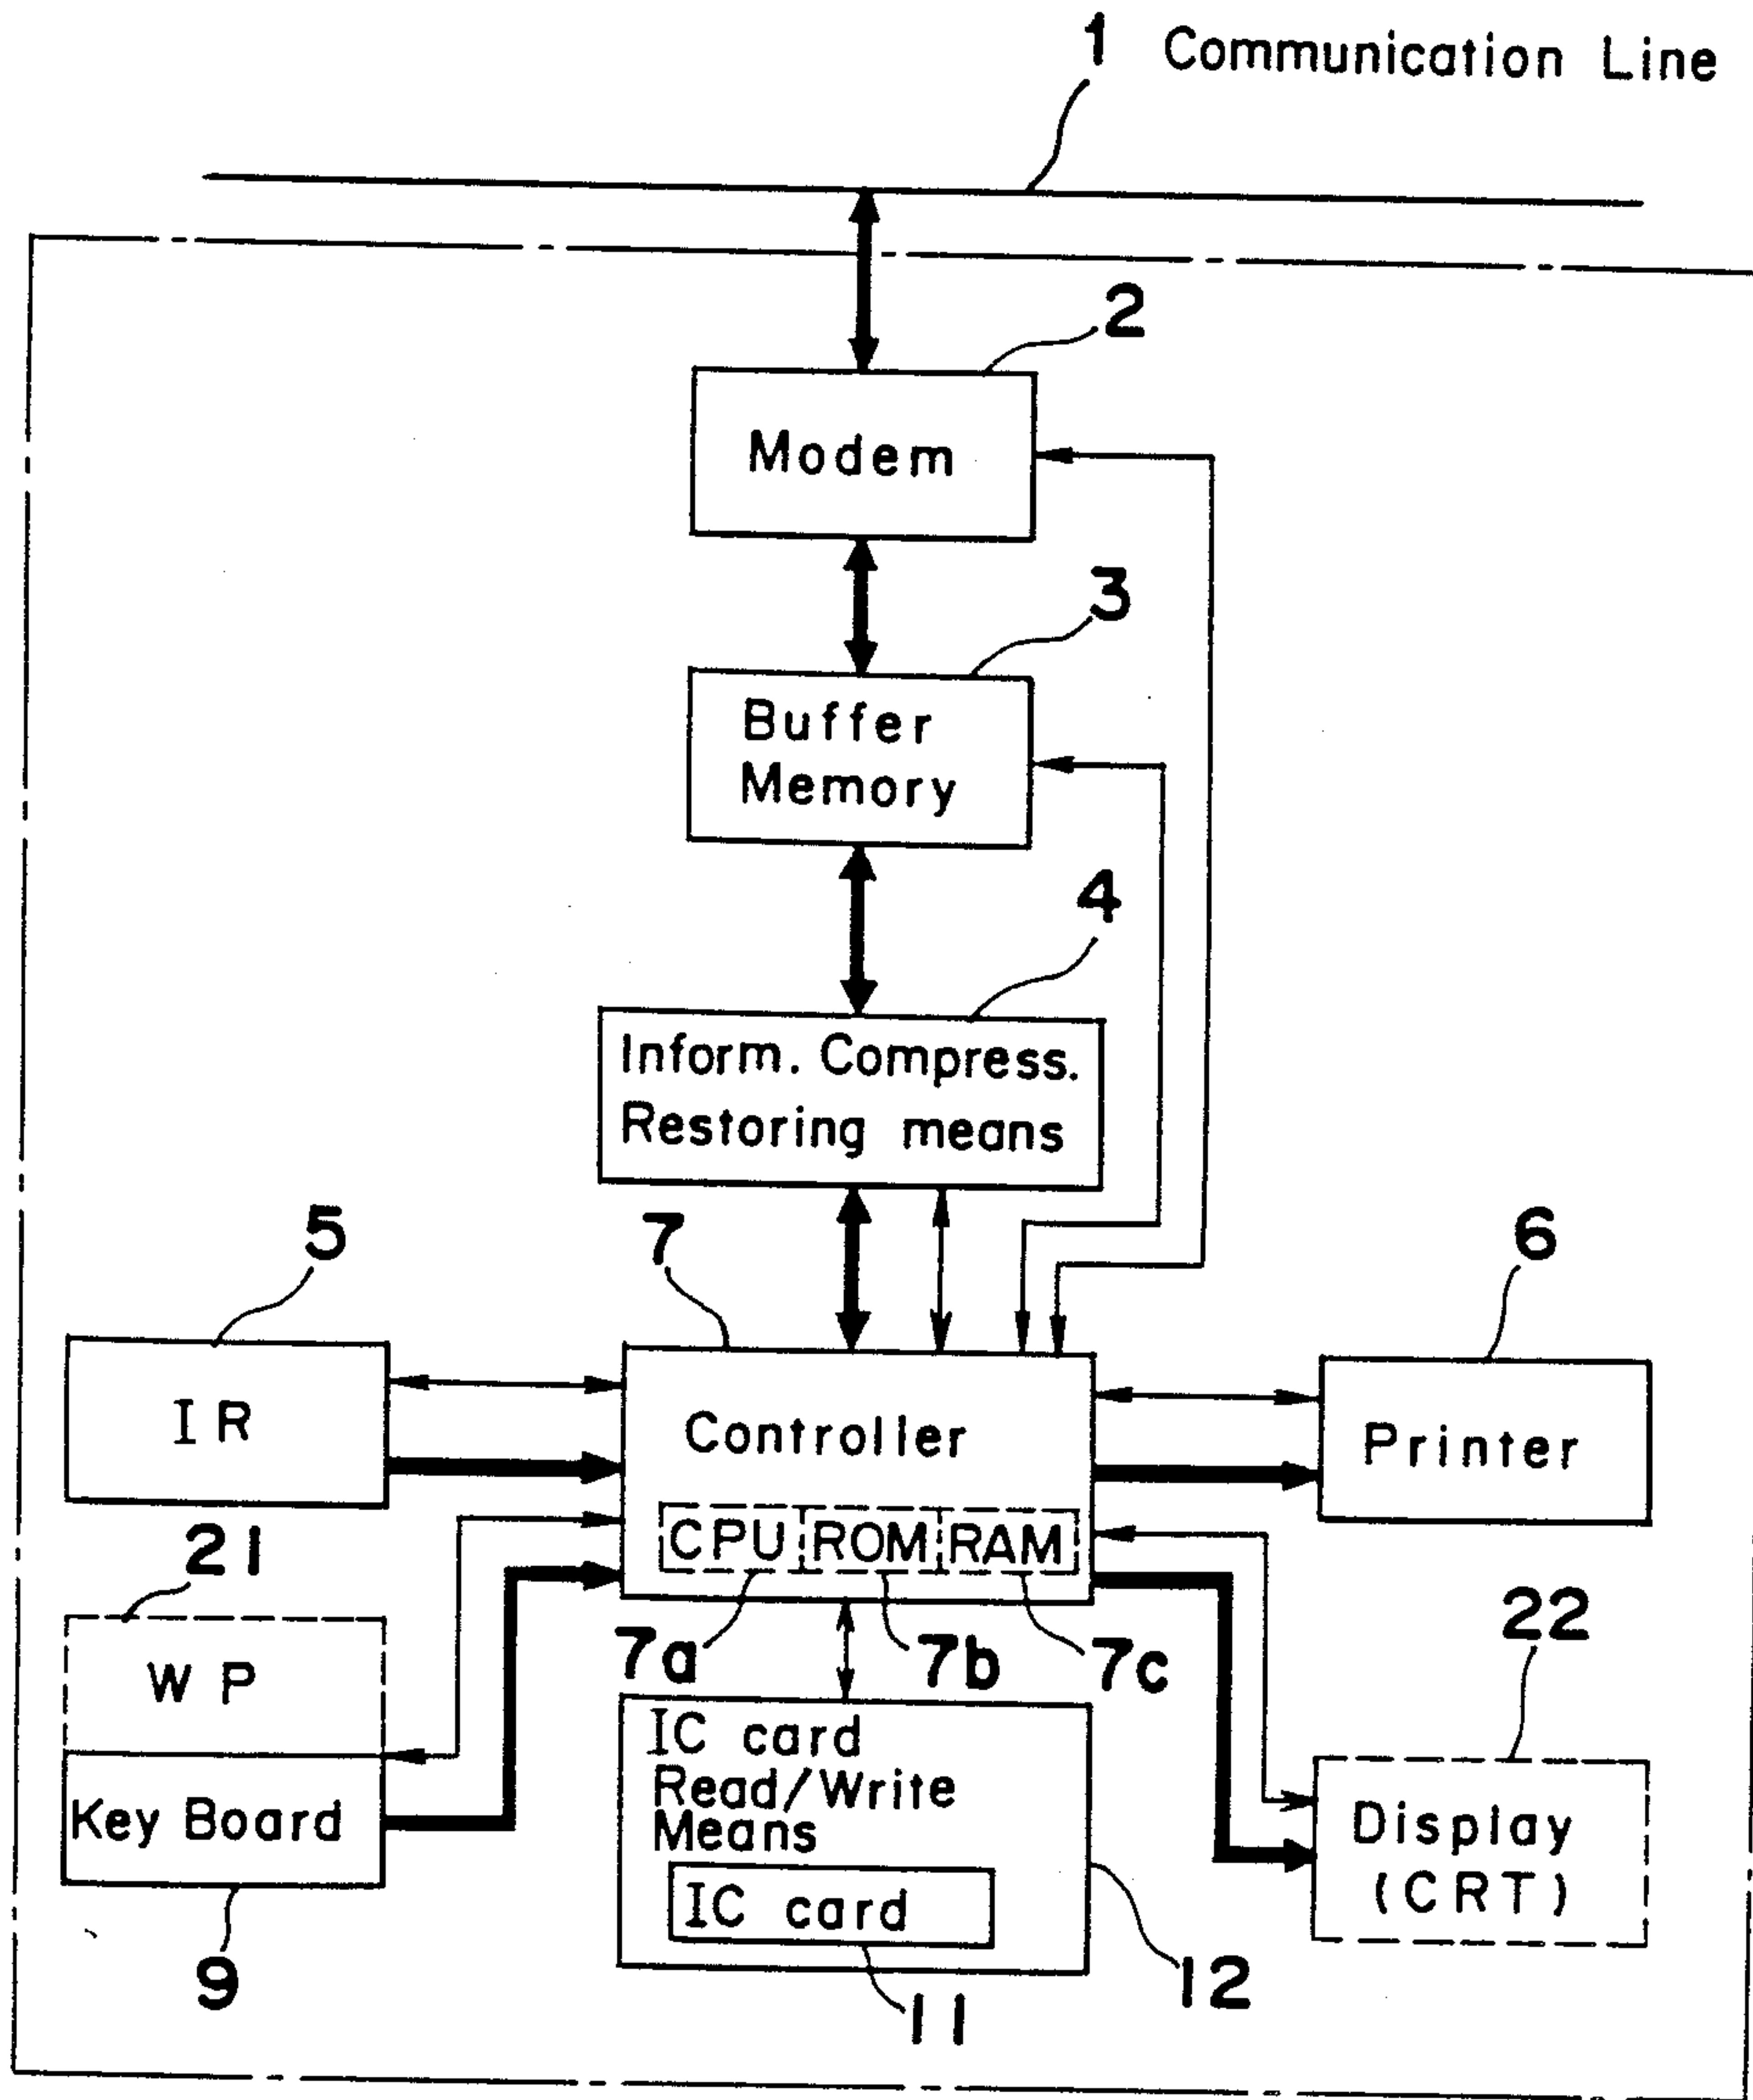 1 Communication Line
2
Modem
3
Buffer
Memory
4
Inform. Compress.
Restoring means
5
7
6
IR
Controller
Printer
CPU ROM RAM
21
7a 7b 7c
22
WP
Key Board
IC card
Read/Write
Means
IC card
Display
(CRT)
9
11
12